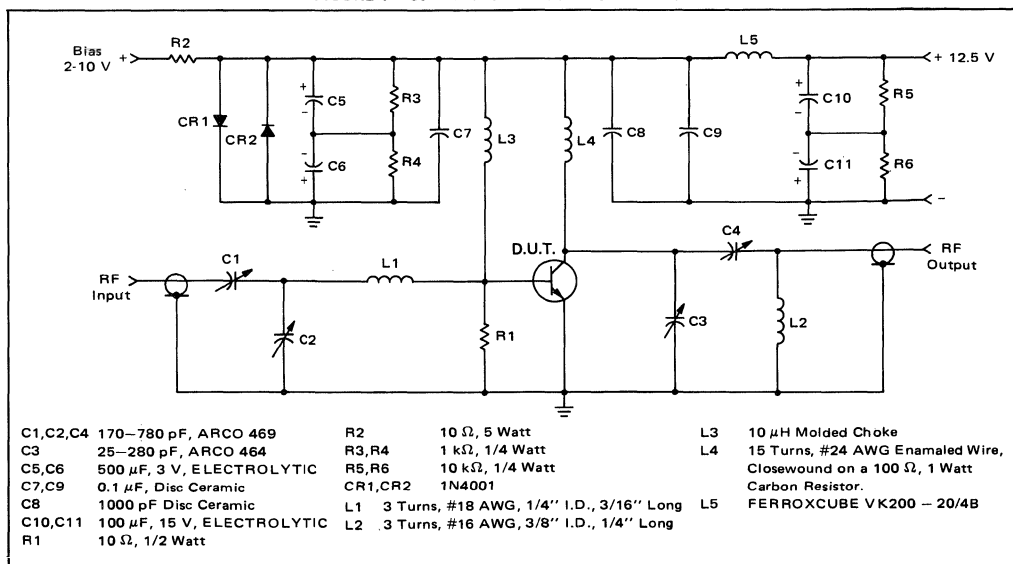 Bias
2-10 V +
R2
L5
+ 12.5 V
CR1
CR2
+
C5
-
-
C6
+
R3
R4
C7
L3
L4
C8
C9
+
C10
-
-
C11
+
R5
R6
-
C1
L1
D.U.T.
C4
RF
Input
RF
Output
C2
R1
C3
L2
C1,C2,C4 170–780 pF, ARCO 469
C3 25–280 pF, ARCO 464
C5,C6 500 µF, 3 V, ELECTROLYTIC
C7,C9 0.1 µF, Disc Ceramic
C8 1000 pF Disc Ceramic
C10,C11 100 µF, 15 V, ELECTROLYTIC
R1 10 Ω, 1/2 Watt
R2 10 Ω, 5 Watt
R3,R4 1 kΩ, 1/4 Watt
R5,R6 10 kΩ, 1/4 Watt
CR1,CR2 1N4001
L1 3 Turns, #18 AWG, 1/4'' I.D., 3/16'' Long
L2 3 Turns, #16 AWG, 3/8'' I.D., 1/4'' Long
L3 10 µH Molded Choke
L4 15 Turns, #24 AWG Enamaled Wire,
Closewound on a 100 Ω, 1 Watt
Carbon Resistor.
L5 FERROXCUBE VK200 – 20/4B